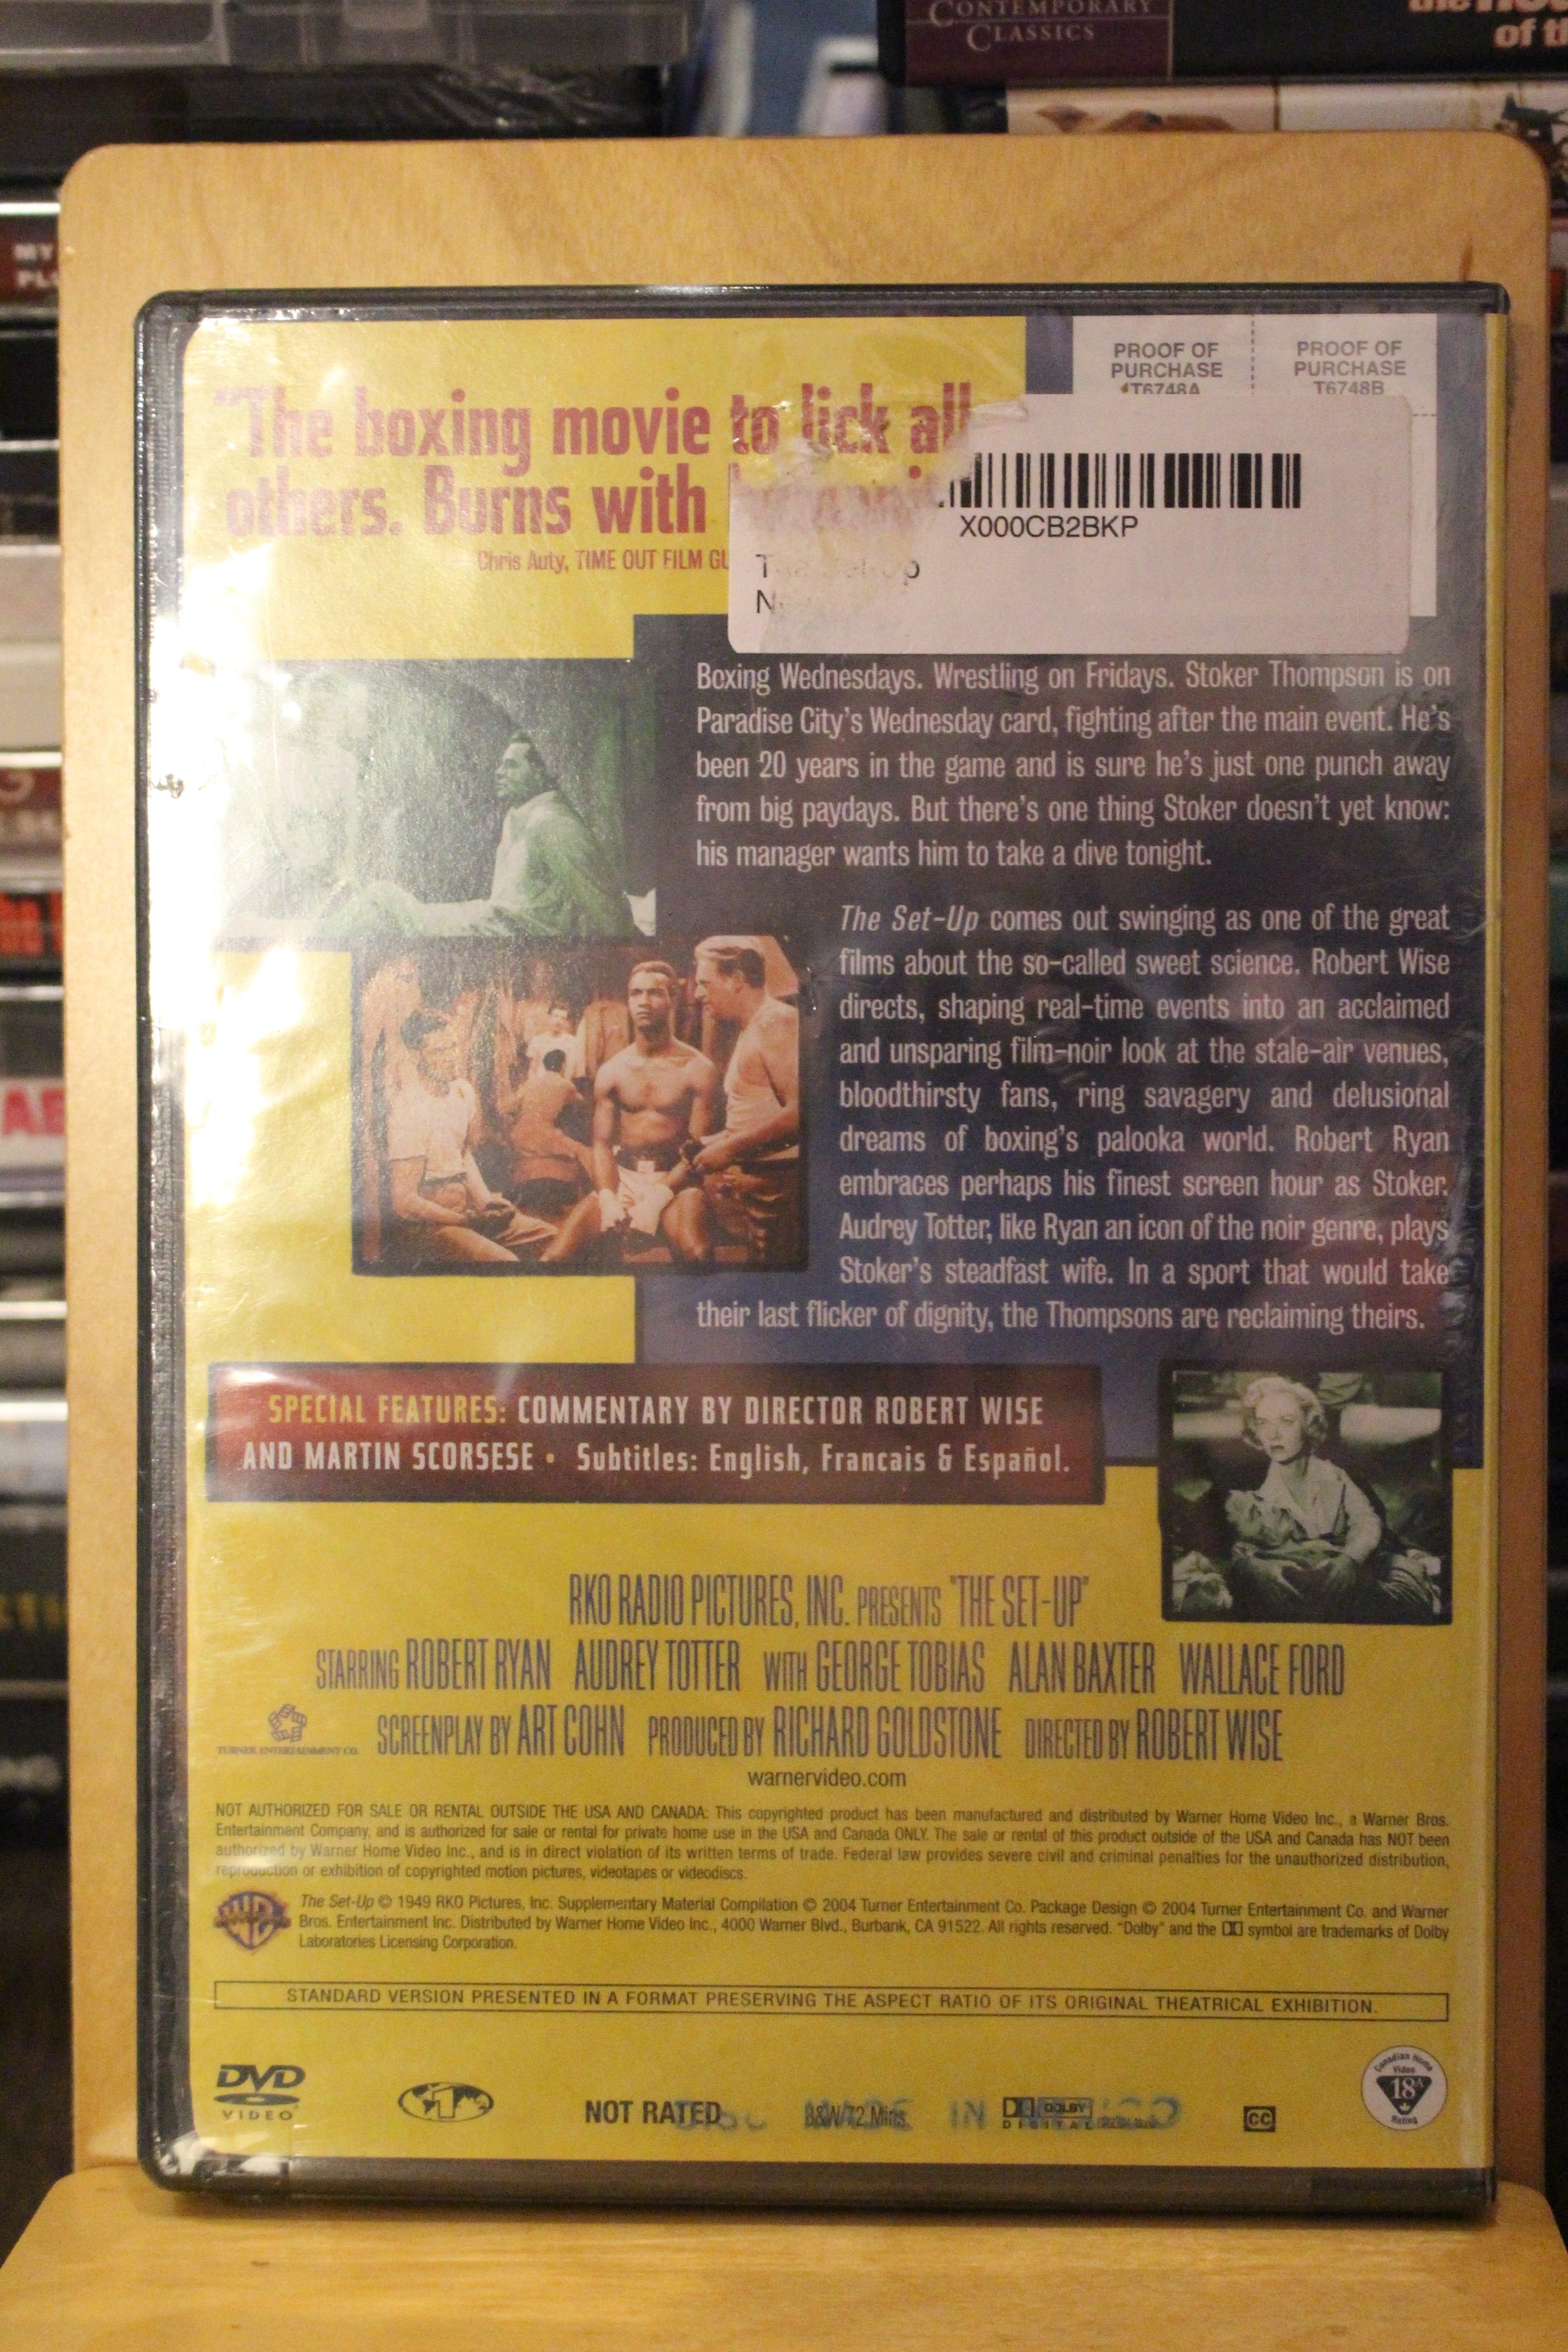 CONTEMPORARY
CLASSICS
of
MY
PROOF OF
PURCHASE
T6748A
PROOF OF
PURCHASE
T6748B
"The boxing movie to lick all
others. Burns with
Chris Auty, TIME OUT FILM
X000CB2BKP
Boxing Wednesdays. Wrestling on Fridays. Stoker Thompson is on
Paradise City's Wednesday card, fighting after the main event. He's
been 20 years in the game and is sure he's just one punch away
from big paydays. But there's one thing Stoker doesn't yet know:
his manager wants him to take a dive tonight.
The Set-Up comes out swinging as one of the great
films about the so-called sweet science. Robert Wise
directs, shaping real-time events into an acclaimed
and unsparing film-noir look at the stale-air venues,
bloodthirsty fans, ring savagery and delusional
dreams of boxing's palooka world. Robert Ryan
embraces perhaps his finest screen hour as Stoker.
Audrey Totter, like Ryan an icon of the noir genre, plays
Stoker's steadfast wife. In a sport that would take
their last flicker of dignity, the Thompsons are reclaiming theirs.
SPECIAL FEATURES: COMMENTARY BY DIRECTOR ROBERT WISE
AND MARTIN SCORSESE • Subtitles: English, Francais & Español.
RKO RADIO PICTURES, INC. PRESENTS "THE SET-UP"
STARRING ROBERT RYAN AUDREY TOTTER WITH GEORGE TOBIAS ALAN BAXTER WALLACE FORD
TURNER ENTERTAINMENT CO.
SCREENPLAY BY ART COHN PRODUCED BY RICHARD GOLDSTONE DIRECTED BY ROBERT WISE
warnervideo.com
NOT AUTHORIZED FOR SALE OR RENTAL OUTSIDE THE USA AND CANADA: This copyrighted product has been manufactured and distributed by Warner Home Video Inc., a Warner Bros.
Entertainment Company, and is authorized for sale or rental for private home use in the USA and Canada ONLY. The sale or rental of this product outside of the USA and Canada has NOT been
authorized by Warner Home Video Inc., and is in direct violation of its written terms of trade. Federal law provides severe civil and criminal penalties for the unauthorized distribution,
reproduction or exhibition of copyrighted motion pictures, videotapes or videodiscs.
The Set-Up © 1949 RKO Pictures, Inc. Supplementary Material Compilation © 2004 Turner Entertainment Co. Package Design © 2004 Turner Entertainment Co. and Warner
Bros. Entertainment Inc. Distributed by Warner Home Video Inc., 4000 Warner Blvd., Burbank, CA 91522. All rights reserved. "Dolby" and the DD symbol are trademarks of Dolby
Laboratories Licensing Corporation.
STANDARD VERSION PRESENTED IN A FORMAT PRESERVING THE ASPECT RATIO OF ITS ORIGINAL THEATRICAL EXHIBITION.
DVD
VIDEO
1
NOT RATED
B&W/72 Mins.
DISC MADE IN MEXICO
DOLBY
DIGITAL
CC
Canadian Home
Video
18A
Rated